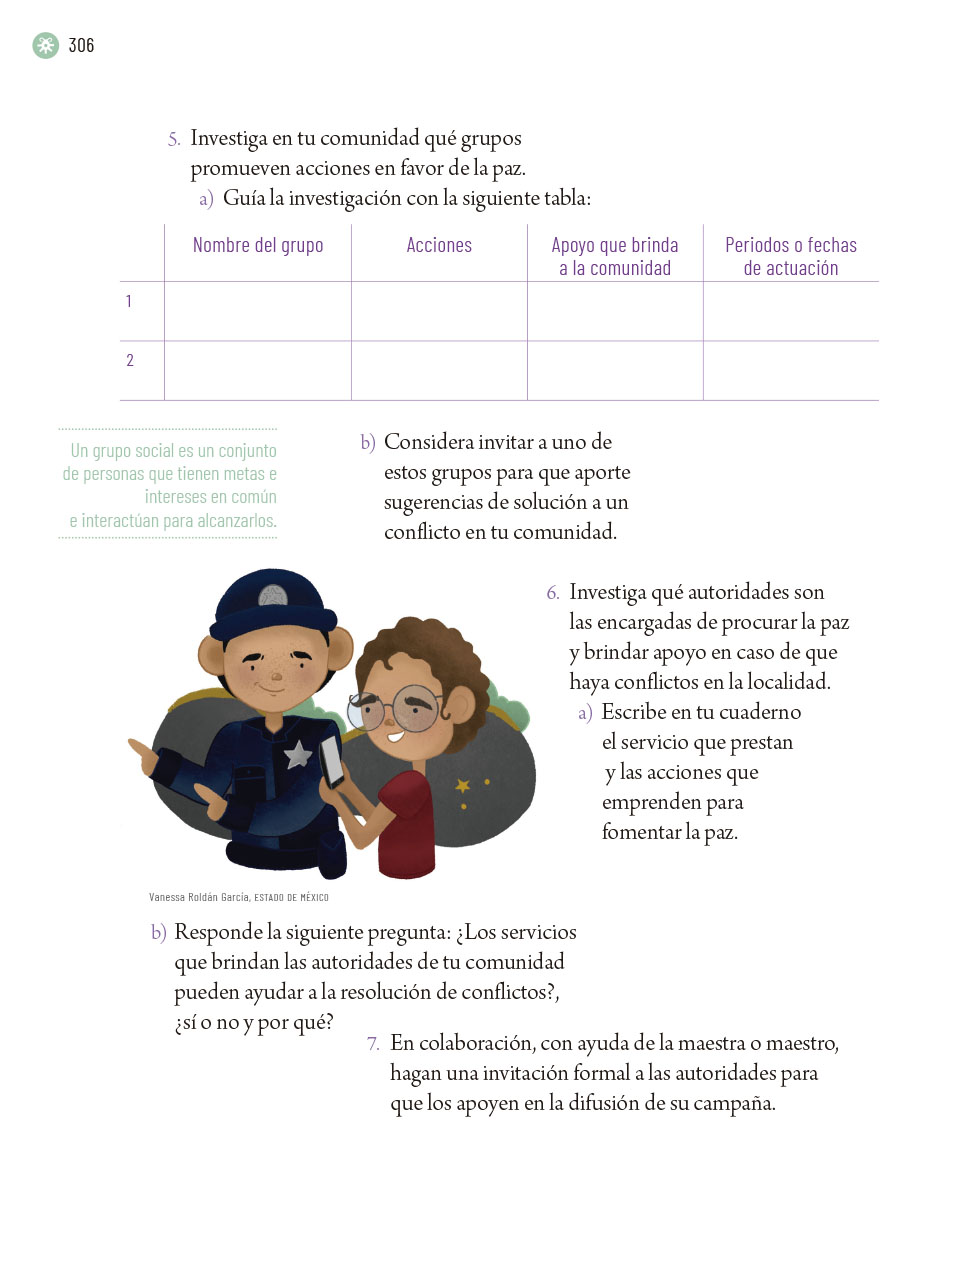 306
5. Investiga en tu comunidad qué grupos
promueven acciones en favor de la paz.
a) Guía la investigación con la siguiente tabla:
Nombre del grupo
Acciones
Apoyo que brinda
a la comunidad
Periodos o fechas
de actuación
1
2
Un grupo social es un conjunto
de personas que tienen metas e
intereses en común
e interactúan para alcanzarlos.
b) Considera invitar a uno de
estos grupos para que aporte
sugerencias de solución a un
conflicto en tu comunidad.
6. Investiga qué autoridades son
las encargadas de procurar la paz
y brindar apoyo en caso de que
haya conflictos en la localidad.
a) Escribe en tu cuaderno
el servicio que prestan
y las acciones que
emprenden para
fomentar la paz.
Vanessa Roldán García, ESTADO DE MÉXICO
b) Responde la siguiente pregunta: ¿Los servicios
que brindan las autoridades de tu comunidad
pueden ayudar a la resolución de conflictos?,
¿sí o no y por qué?
7. En colaboración, con ayuda de la maestra o maestro,
hagan una invitación formal a las autoridades para
que los apoyen en la difusión de su campaña.